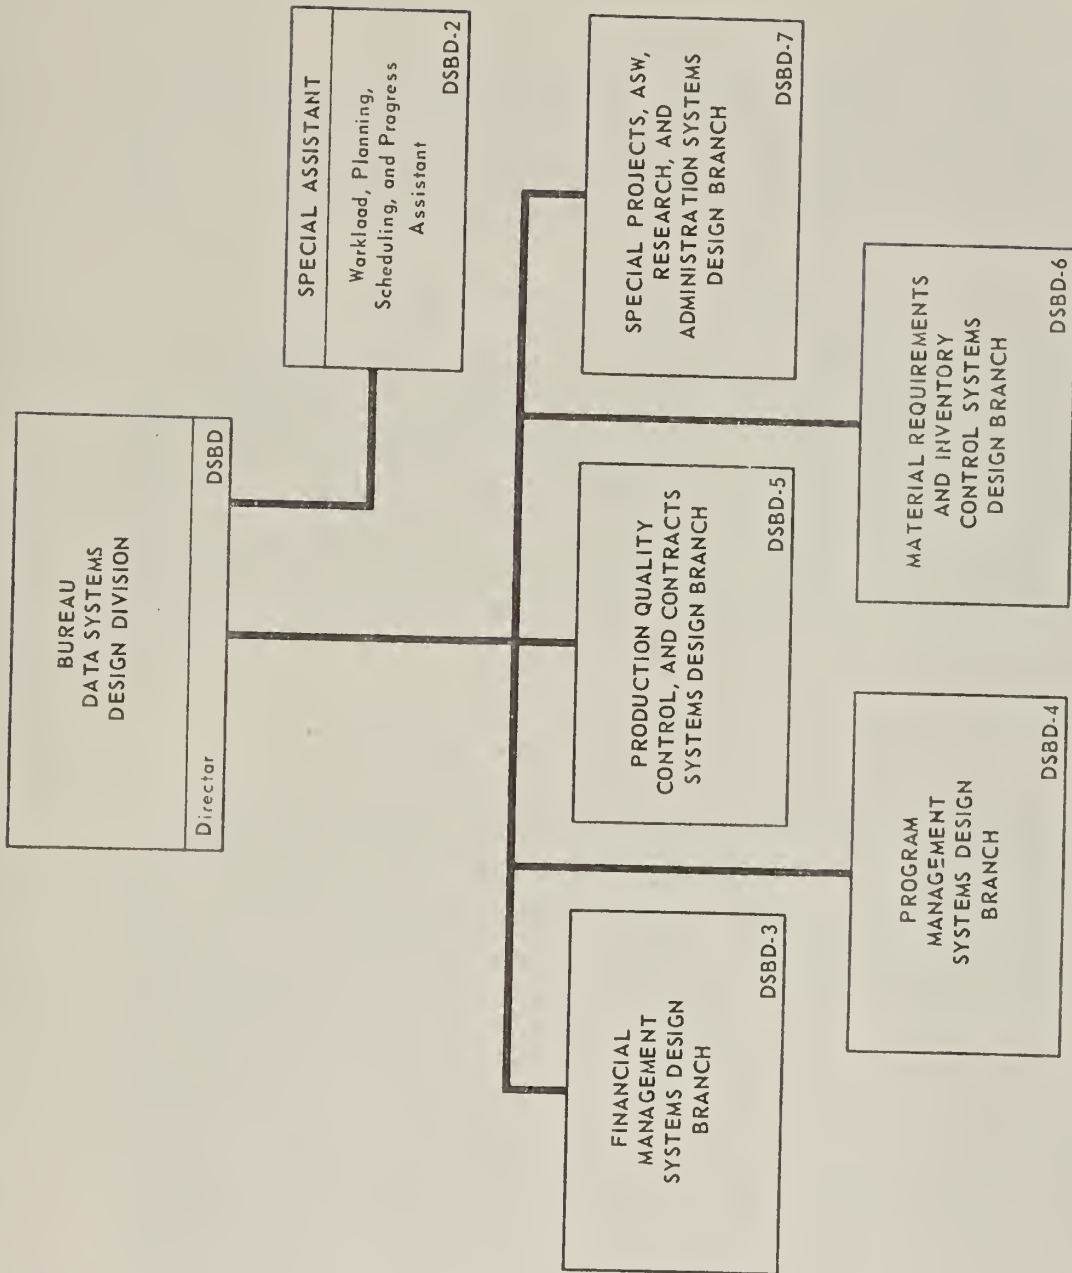 BUREAU
DATA SYSTEMS
DESIGN DIVISION
Directar
DSBD
SPECIAL ASSISTANT
Warklaad, Planning,
Scheduling, and Pragress
Assistant
DSBD-2
FINANCIAL
MANAGEMENT
SYSTEMS DESIGN
BRANCH
DSBD-3
PRODUCTION QUALITY
CONTROL, AND CONTRACTS
SYSTEMS DESIGN BRANCH
DSBD-5
SPECIAL PROJECTS, ASW,
RESEARCH, AND
ADMINISTRATION SYSTEMS
DESIGN BRANCH
DSBD-7
PROGRAM
MANAGEMENT
SYSTEMS DESIGN
BRANCH
DSBD-4
MATERIAL REQUIREMENTS
AND INVENTORY
CONTROL SYSTEMS
DESIGN BRANCH
DSBD-6